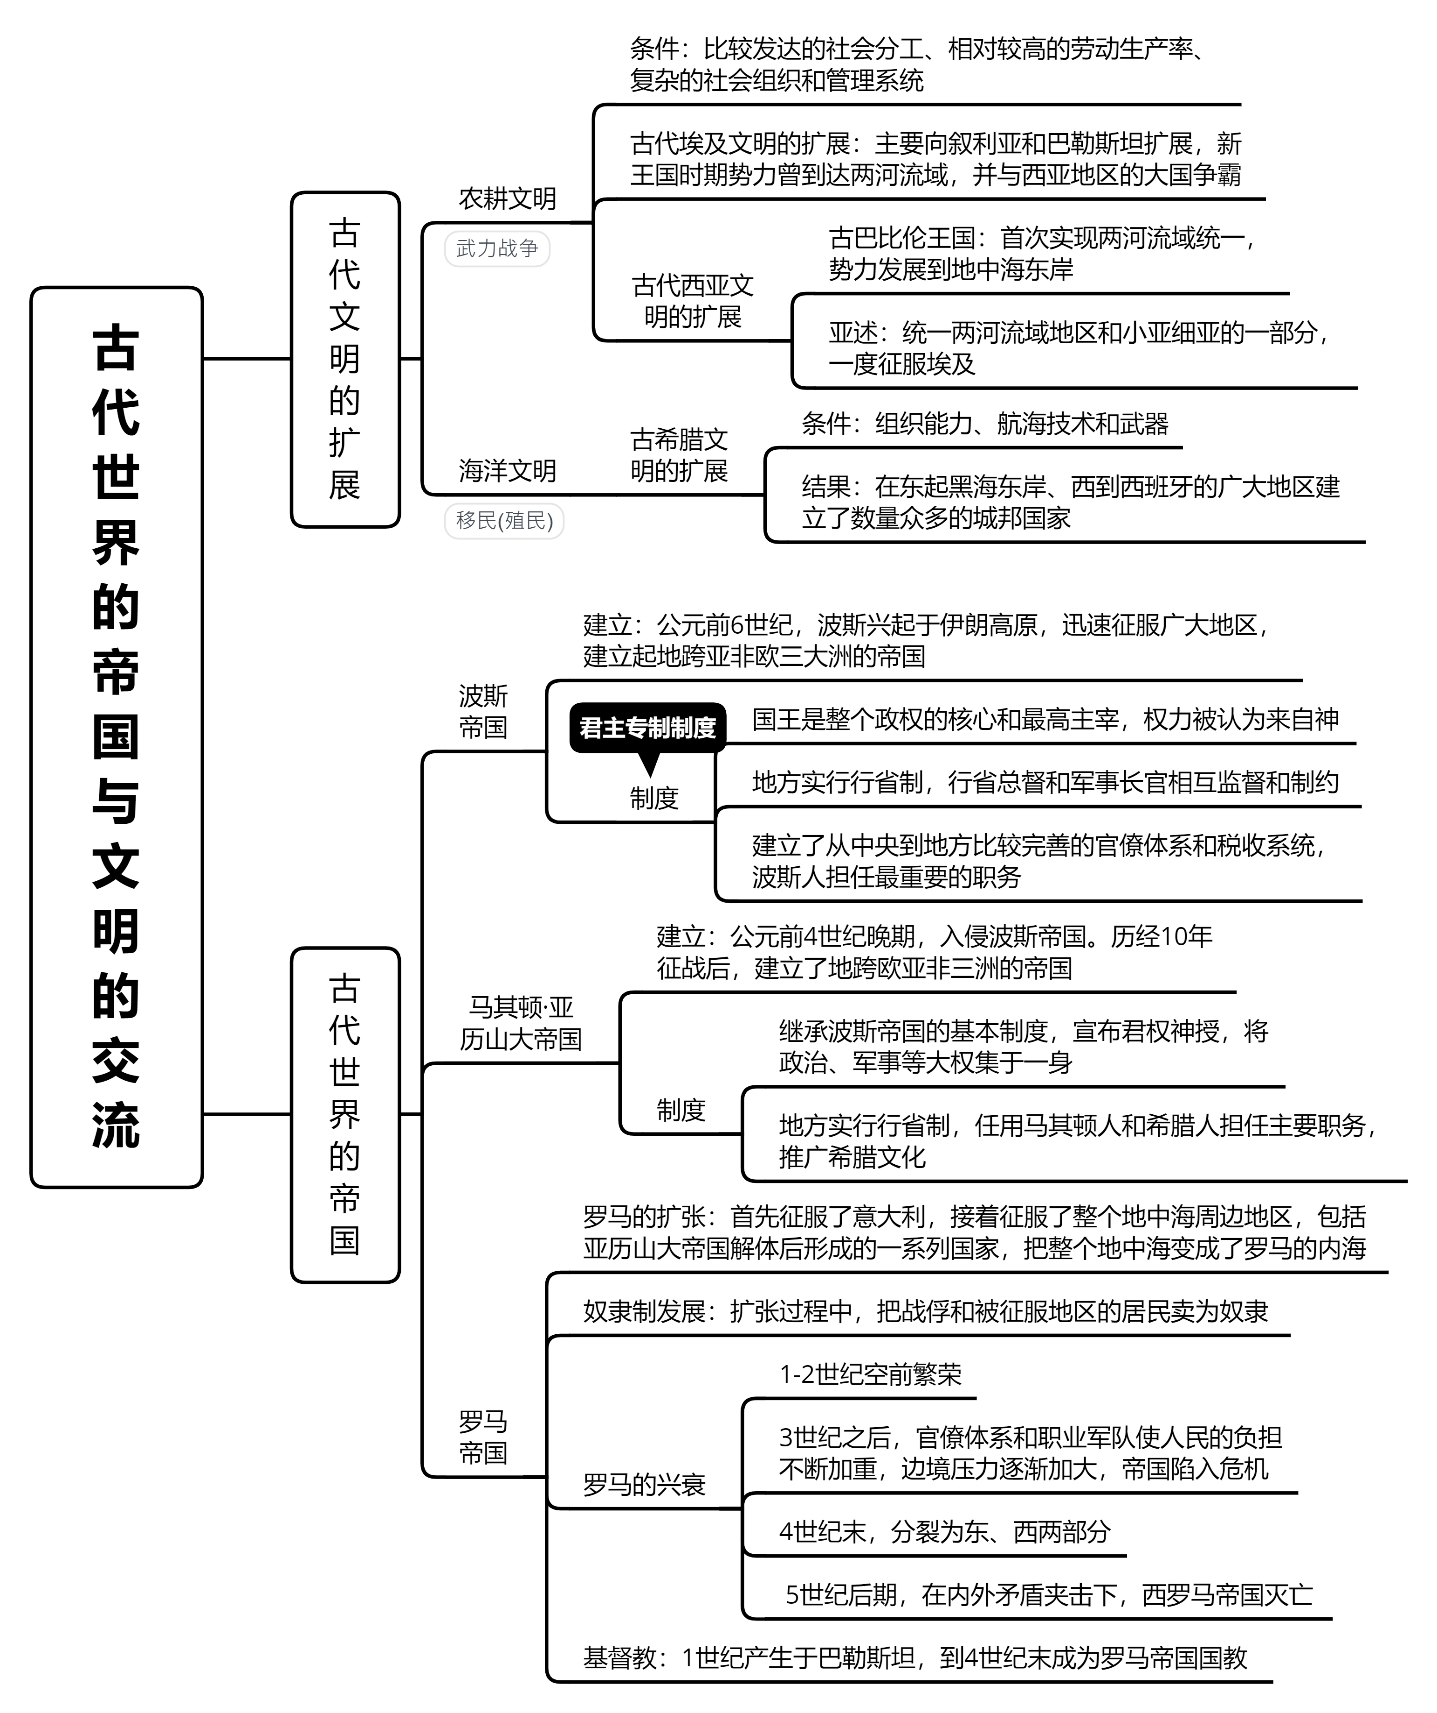 古代世界的帝国与文明的交流
古代文明的扩展
农耕文明
武力战争
条件：比较发达的社会分工、相对较高的劳动生产率、
复杂的社会组织和管理系统
古代埃及文明的扩展：主要向叙利亚和巴勒斯坦扩展，新
王国时期势力曾到达两河流域，并与西亚地区的大国争霸
古代西亚文
明的扩展
古巴比伦王国：首次实现两河流域统一，
势力发展到地中海东岸
亚述：统一两河流域地区和小亚细亚的一部分，
一度征服埃及
海洋文明
移民(殖民)
古希腊文
明的扩展
条件：组织能力、航海技术和武器
结果：在东起黑海东岸、西到西班牙的广大地区建
立了数量众多的城邦国家
古代世界的帝国
波斯
帝国
建立：公元前6世纪，波斯兴起于伊朗高原，迅速征服广大地区，
建立起地跨亚非欧三大洲的帝国
君主专制制度
制度
国王是整个政权的核心和最高主宰，权力被认为来自神
地方实行行省制，行省总督和军事长官相互监督和制约
建立了从中央到地方比较完善的官僚体系和税收系统，
波斯人担任最重要的职务
马其顿·亚
历山大帝国
建立：公元前4世纪晚期，入侵波斯帝国。历经10年
征战后，建立了地跨欧亚非三洲的帝国
制度
继承波斯帝国的基本制度，宣布君权神授，将
政治、军事等大权集于一身
地方实行行省制，任用马其顿人和希腊人担任主要职务，
推广希腊文化
罗马
帝国
罗马的扩张：首先征服了意大利，接着征服了整个地中海周边地区，包括
亚历山大帝国解体后形成的一系列国家，把整个地中海变成了罗马的内海
奴隶制发展：扩张过程中，把战俘和被征服地区的居民卖为奴隶
罗马的兴衰
1-2世纪空前繁荣
3世纪之后，官僚体系和职业军队使人民的负担
不断加重，边境压力逐渐加大，帝国陷入危机
4世纪末，分裂为东、西两部分
5世纪后期，在内外矛盾夹击下，西罗马帝国灭亡
基督教：1世纪产生于巴勒斯坦，到4世纪末成为罗马帝国国教